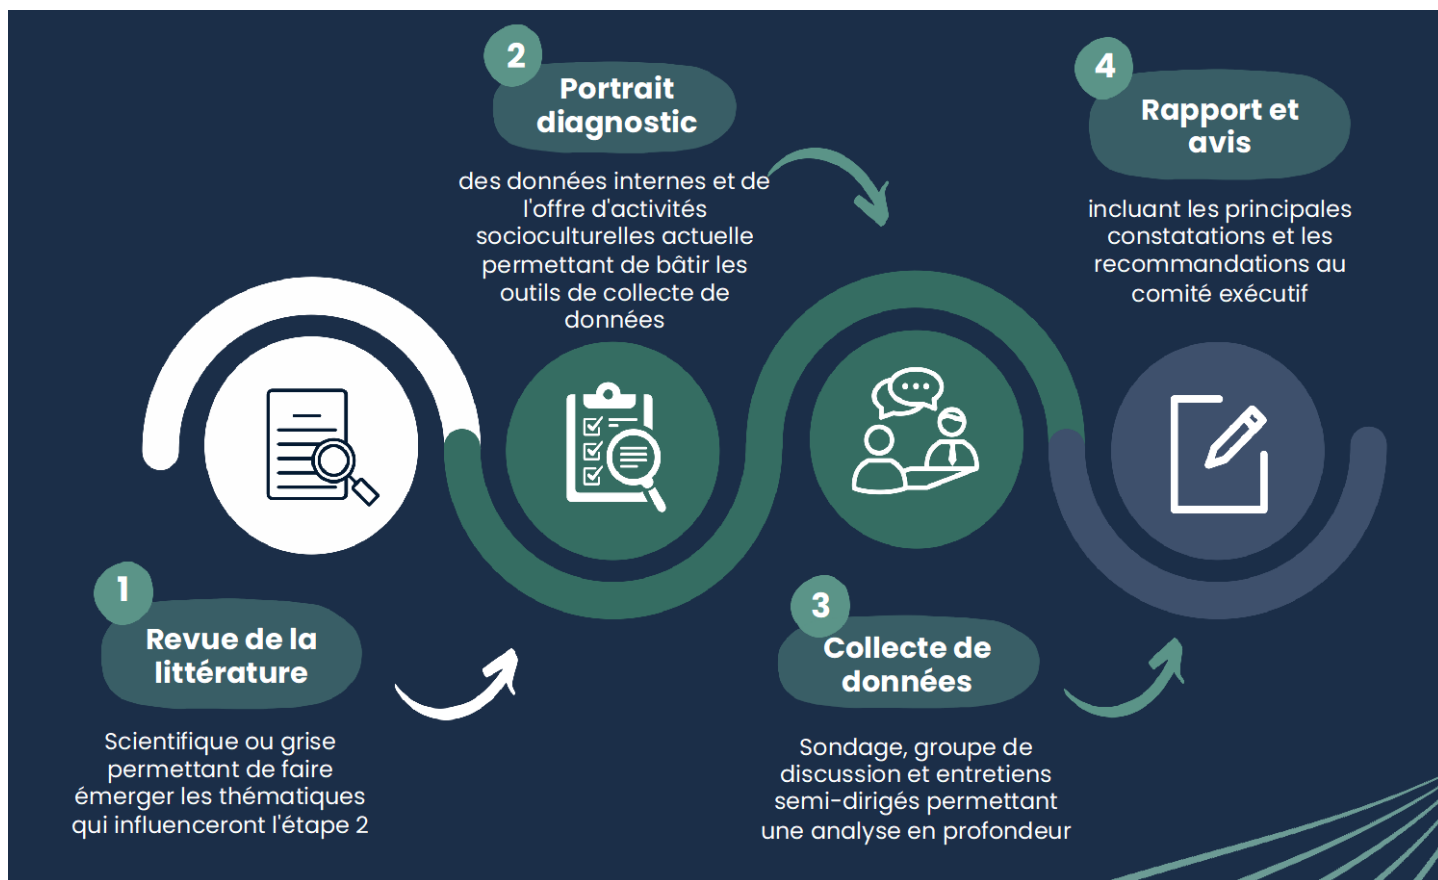 1
Revue de la
littérature
Scientifique ou grise
permettant de faire
émerger les thématiques
qui influenceront l'étape 2
2
Portrait
diagnostic
des données internes et de
l'offre d'activités
socioculturelles actuelle
permettant de bâtir les
outils de collecte de
données
3
Collecte de
données
Sondage, groupe de
discussion et entretiens
semi-dirigés permettant
une analyse en profondeur
4
Rapport et
avis
incluant les principales
constatations et les
recommandations au
comité exécutif